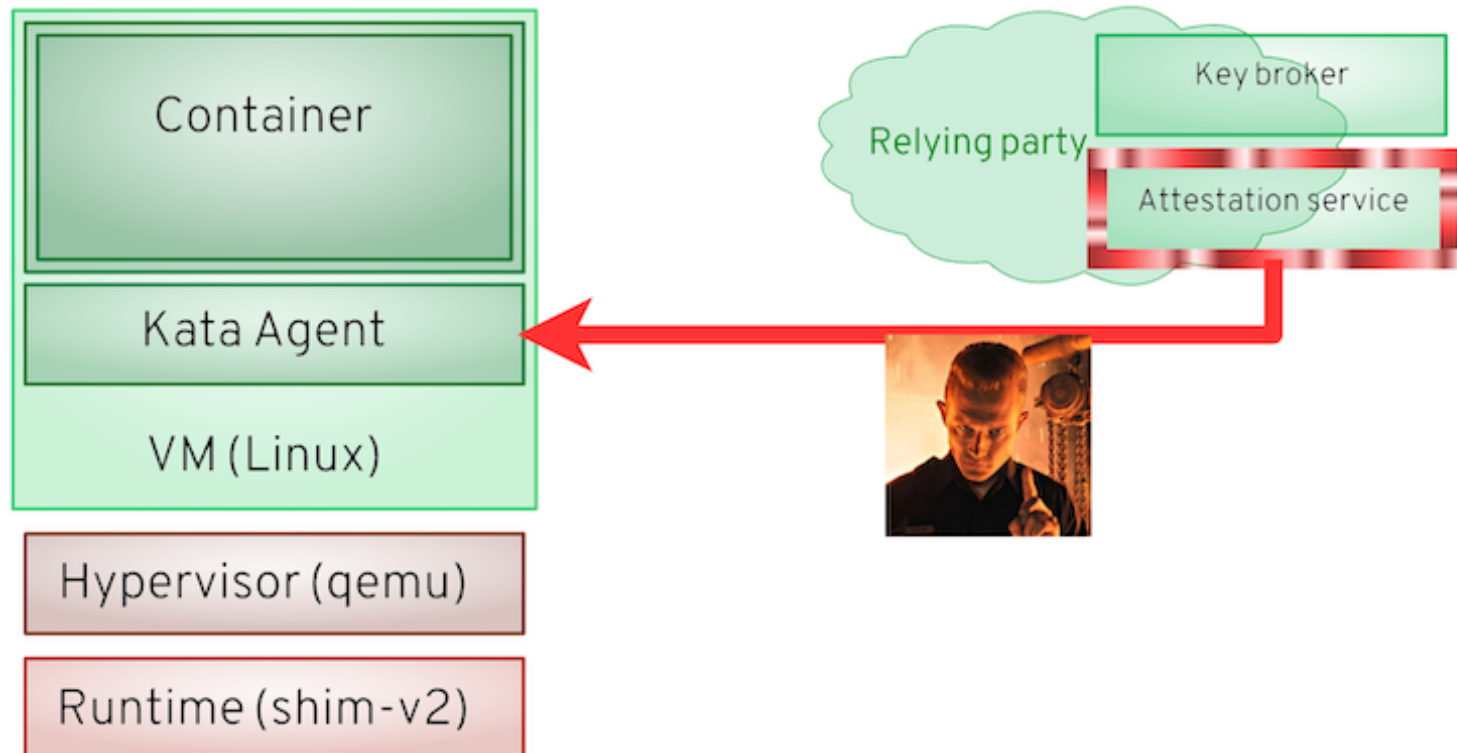 Container
Kata Agent
VM (Linux)
Hypervisor (qemu)
Runtime (shim-v2)
Relying party
Key broker
Attestation service